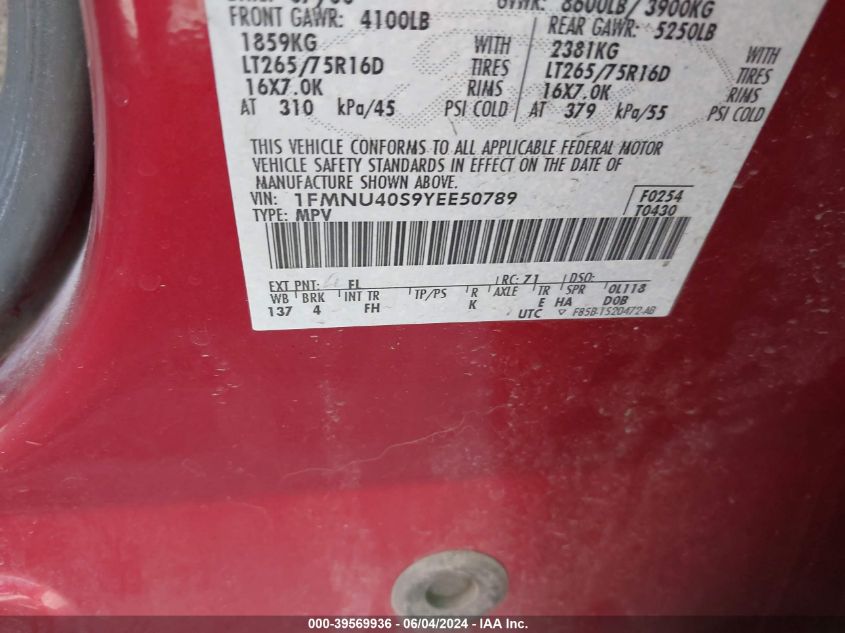 8600LB/ 3900KG
FRONT GAWR: 4100LB REAR GAWR: 5250LB
1859KG WITH 2381KG WITH
LT265/75R16D TIRES LT265/75R16D TIRES
16X7.0K RIMS 16X7.0K RIMS
AT 310 kPa/45 PSI COLD AT 379 kPa/55 PSI COLD
THIS VEHICLE CONFORMS TO ALL APPLICABLE FEDERAL MOTOR
VEHICLE SAFETY STANDARDS IN EFFECT ON THE DATE OF
MANUFACTURE SHOWN ABOVE.
VIN: 1FMNU40S9YEE50789 F0254
TYPE: MPV T0430
EXT PNT: FL RC: 71 DSO:
WB BRK INT TR TP/PS R AXLE TR SPR 0L118
137 4 FH K E HA D0B
UTC ▽ F85B-1520472-AB
000-39569936 - 06/04/2024 - IAA Inc.